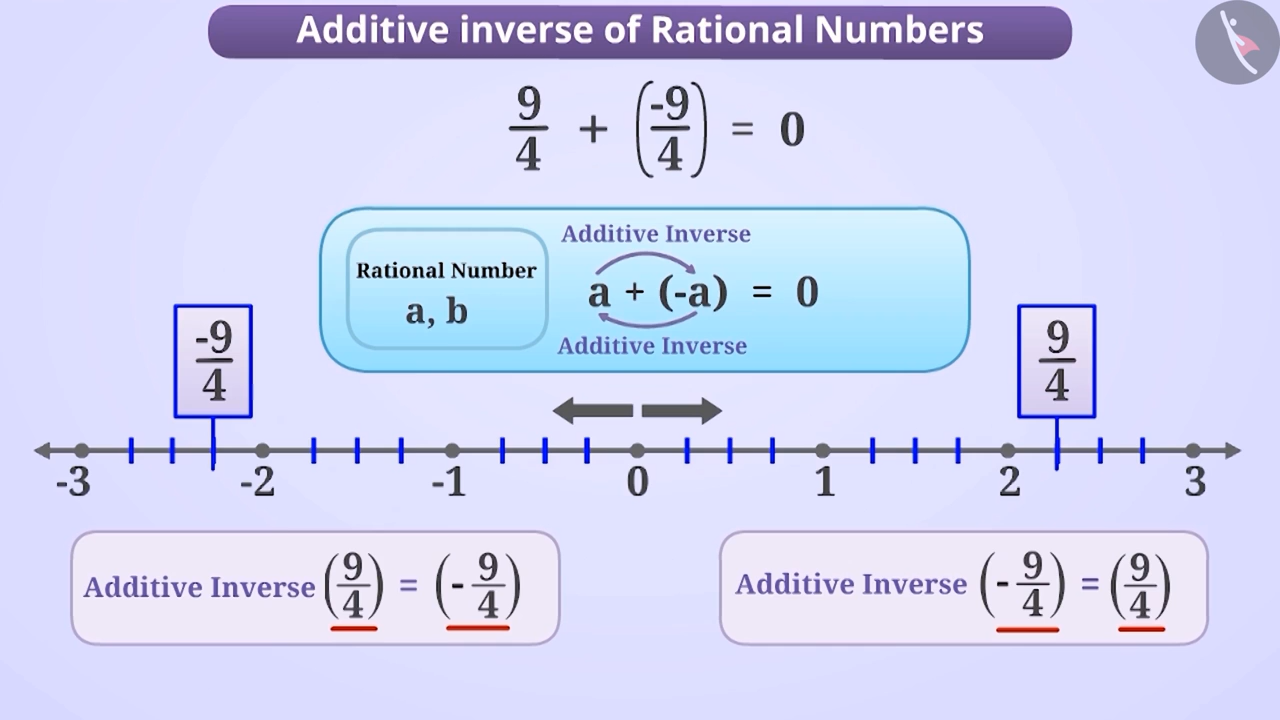 Additive inverse of Rational Numbers
9/4 + (-9/4) = 0
Additive Inverse
Rational Number
a, b
a + (-a) = 0
Additive Inverse
-9/4
9/4
-3 -2 -1 0 1 2 3
Additive Inverse (9/4) = (- 9/4)
Additive Inverse (- 9/4) = (9/4)